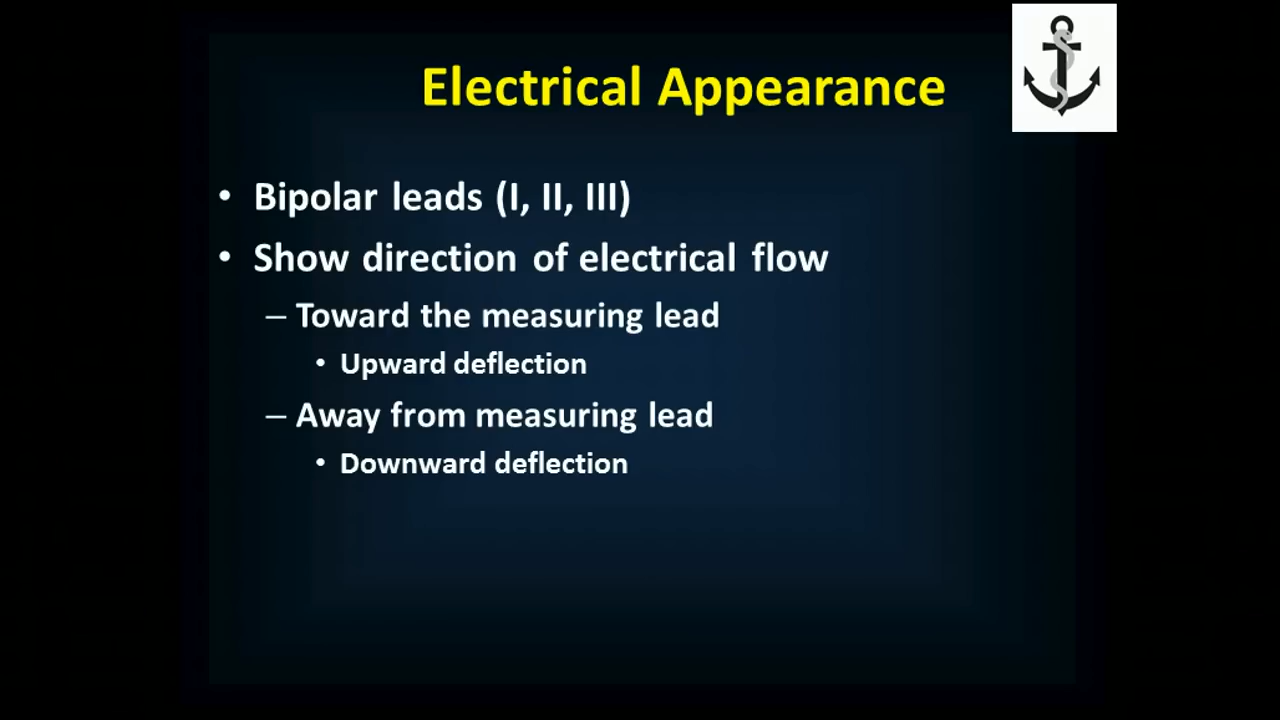 Electrical Appearance
• Bipolar leads (I, II, III)
• Show direction of electrical flow
– Toward the measuring lead
• Upward deflection
– Away from measuring lead
• Downward deflection